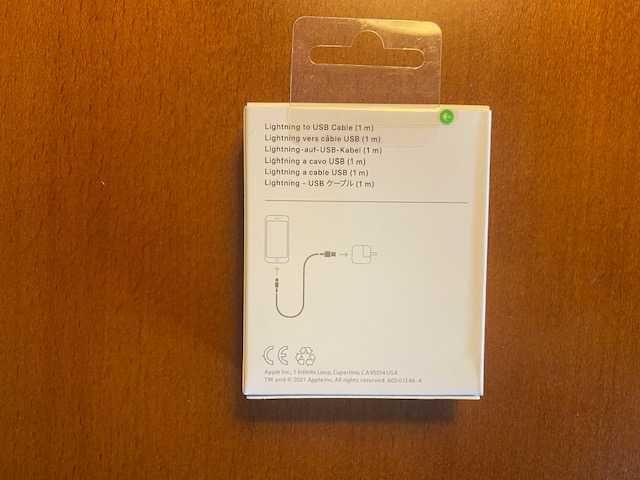 Lightning to USB Cable (1 m)
Lightning vers câble USB (1 m)
Lightning-auf-USB-Kabel (1 m)
Lightning a cavo USB (1 m)
Lightning a cable USB (1 m)
Lightning - USB ケーブル (1 m)
CE
Apple Inc., 1 Infinite Loop, Cupertino, CA 95014 USA
TM and © 2021 Apple Inc. All rights reserved.